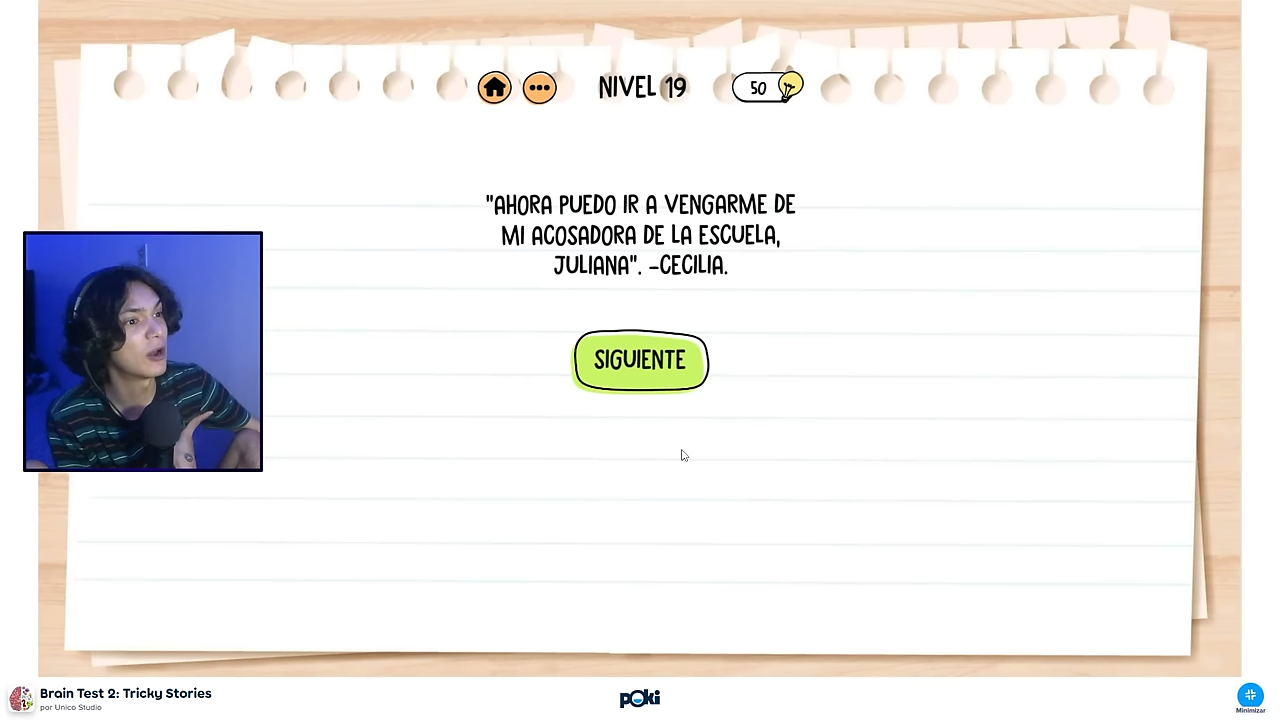 NIVEL 19
50
"AHORA PUEDO IR A VENGARME DE
MI ACOSADORA DE LA ESCUELA,
JULIANA". -CECILIA.
SIGUIENTE
Brain Test 2: Tricky Stories
por Unico Studio
poki
Minimizar